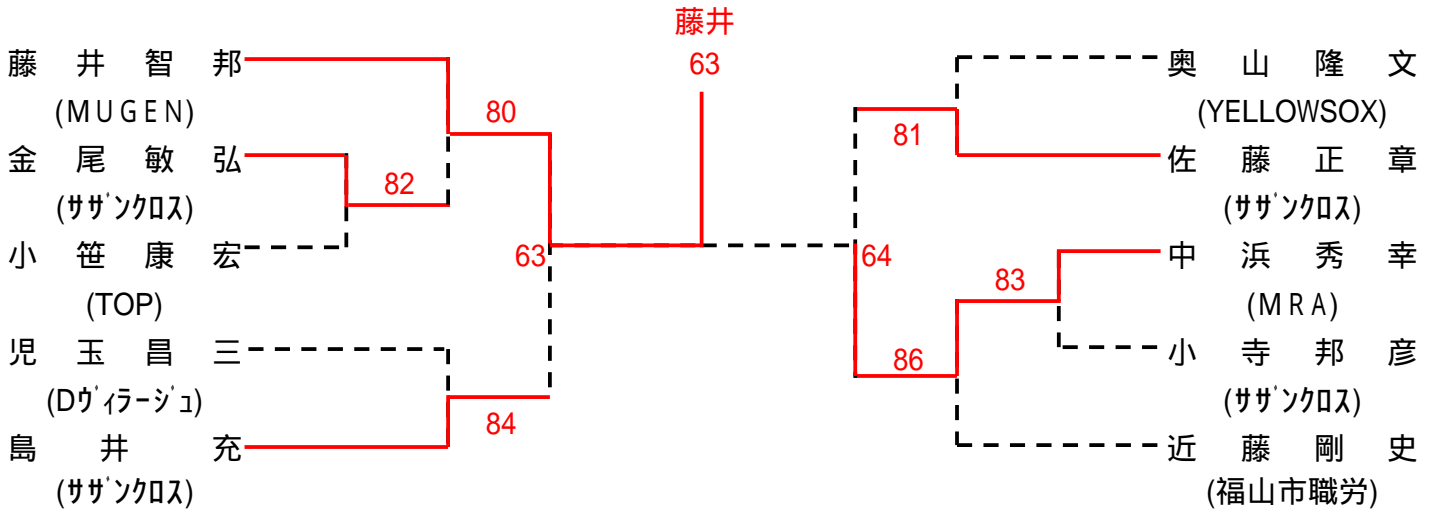 藤井
63
藤井智邦
(MUGEN)
80
金尾敏弘
82
(ｻｻﾞﾝｸﾛｽ)
小笹康宏
63
(TOP)
児玉昌三
(Dｳﾞｨﾗｰｼﾞｭ)
84
島井充
(ｻｻﾞﾝｸﾛｽ)
奥山隆文
(YELLOWSOX)
81
佐藤正章
(ｻｻﾞﾝｸﾛｽ)
64
中浜秀幸
83
(MRA)
小寺邦彦
86
(ｻｻﾞﾝｸﾛｽ)
近藤剛史
(福山市職労)